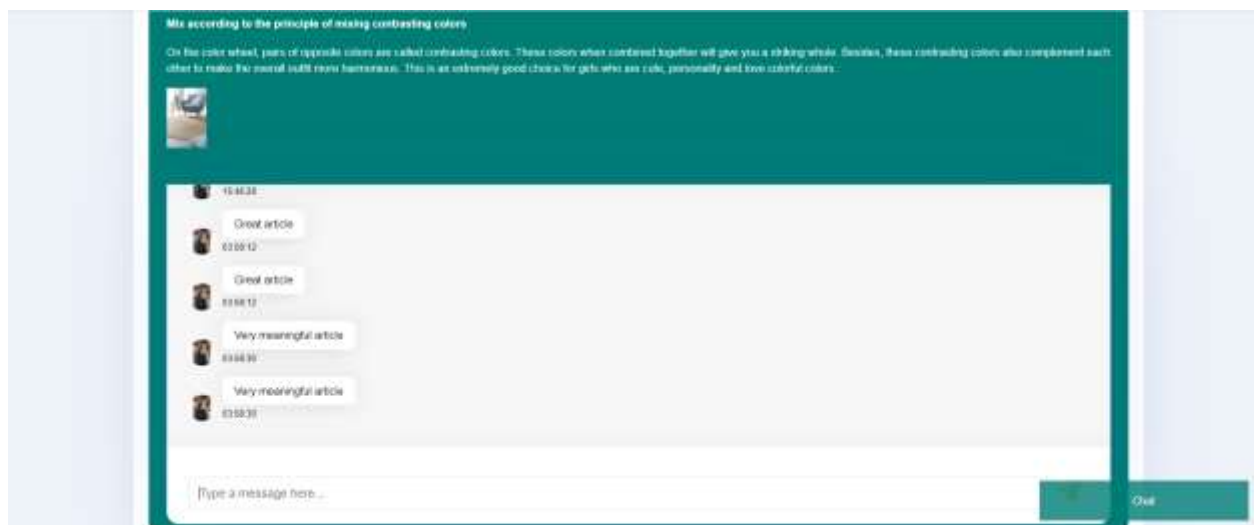 Mix according to the principle of mixing contrasting colors
On the color wheel, pairs of opposite colors are called contrasting colors. These colors when combined together will give you a striking whole. Besides, these contrasting colors also complement each
other to make the overall outfit more harmonious. This is an extremely good choice for girls who are cute, personality and love colorful colors.
Great article
Great article
Very meaningful article
Very meaningful article
Type a message here...
Chat